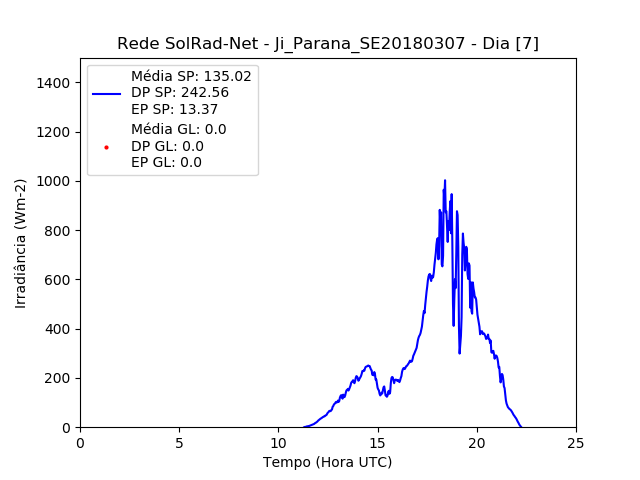 Rede SolRad-Net - Ji_Parana_SE20180307 - Dia [7]
Média SP: 135.02
DP SP: 242.56
EP SP: 13.37
Média GL: 0.0
DP GL: 0.0
EP GL: 0.0
Irradiância (Wm-2)
1400
1200
1000
800
600
400
200
0
0 5 10 15 20 25
Tempo (Hora UTC)